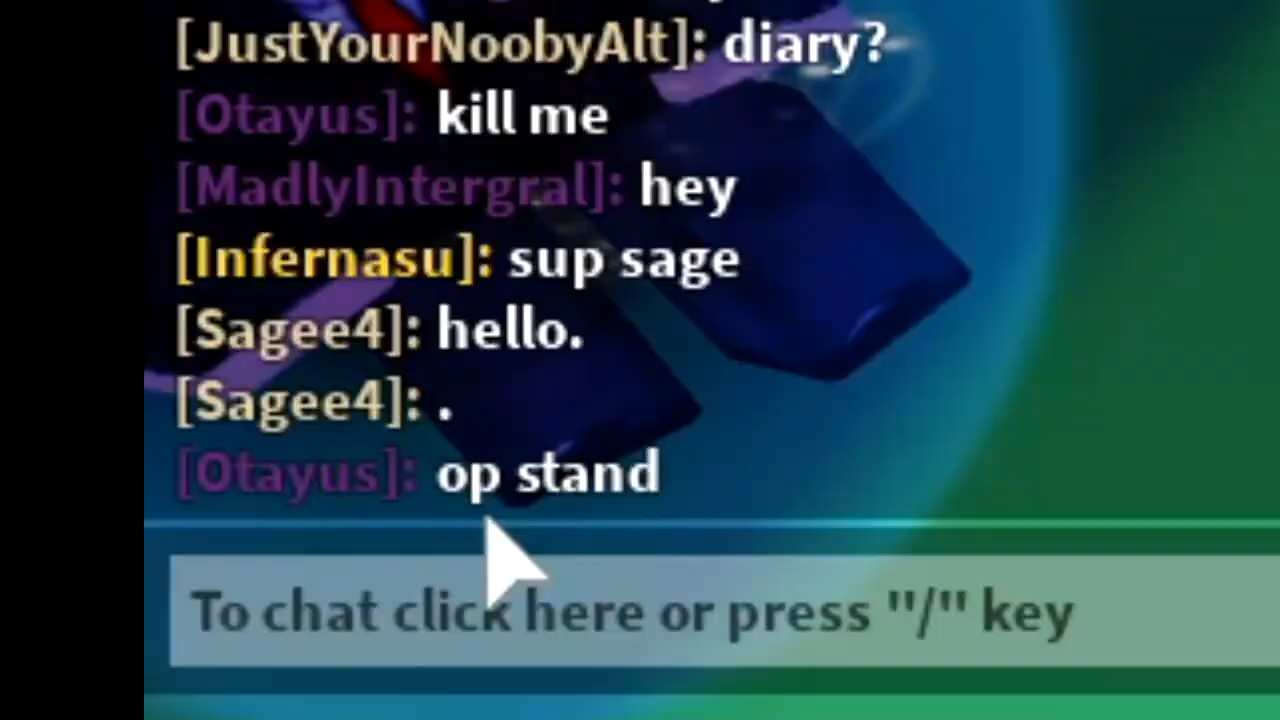 [JustYourNoobyAlt]: diary?
[Otayus]: kill me
[MadlyIntergral]: hey
[Infernasu]: sup sage
[Sagee4]: hello.
[Sagee4]: .
[Otayus]: op stand
To chat click here or press "/" key